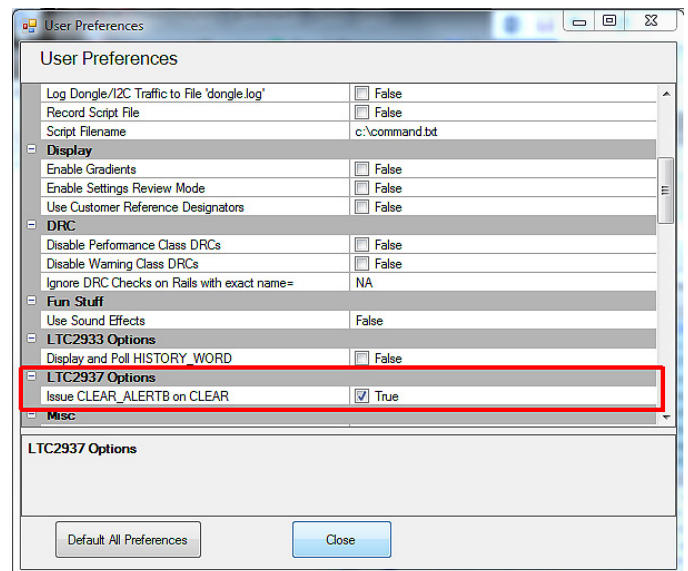 User Preferences
User Preferences
Log Dongle/I2C Traffic to File 'dongle.log' False
Record Script File False
Script Filename c:\command.txt
Display
Enable Gradients False
Enable Settings Review Mode False
Use Customer Reference Designators False
DRC
Disable Performance Class DRCs False
Disable Warning Class DRCs False
Ignore DRC Checks on Rails with exact name= NA
Fun Stuff
Use Sound Effects False
LTC2933 Options
Display and Poll HISTORY_WORD False
LTC2937 Options
Issue CLEAR_ALERTB on CLEAR True
Misc
LTC2937 Options
Default All Preferences Close